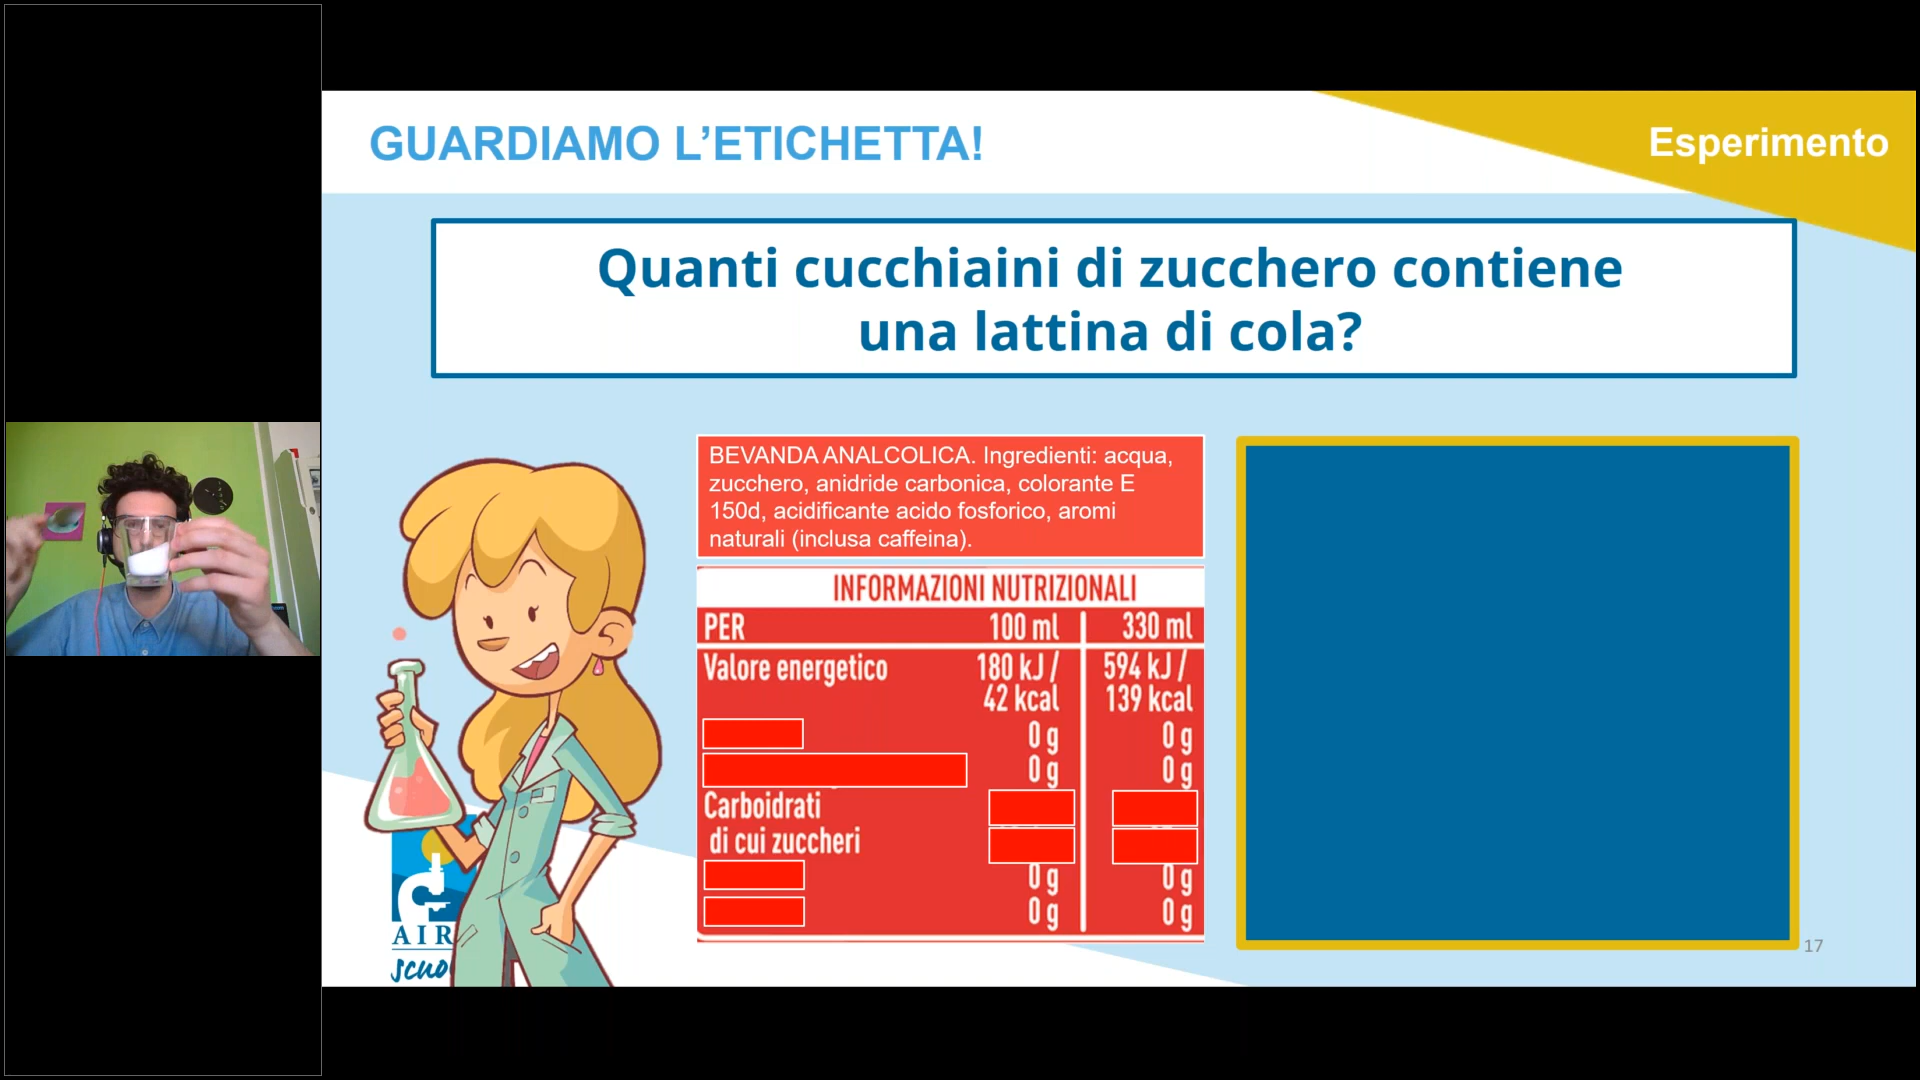 GUARDIAMO L’ETICHETTA!
Esperimento
Quanti cucchiaini di zucchero contiene
una lattina di cola?
BEVANDA ANALCOLICA. Ingredienti: acqua,
zucchero, anidride carbonica, colorante E
150d, acidificante acido fosforico, aromi
naturali (inclusa caffeina).
INFORMAZIONI NUTRIZIONALI
PER 100 ml 330 ml
Valore energetico 180 kJ / 594 kJ /
42 kcal 139 kcal
0 g 0 g
0 g 0 g
Carboidrati
di cui zuccheri
0 g 0 g
0 g 0 g
AIR
scuo
17